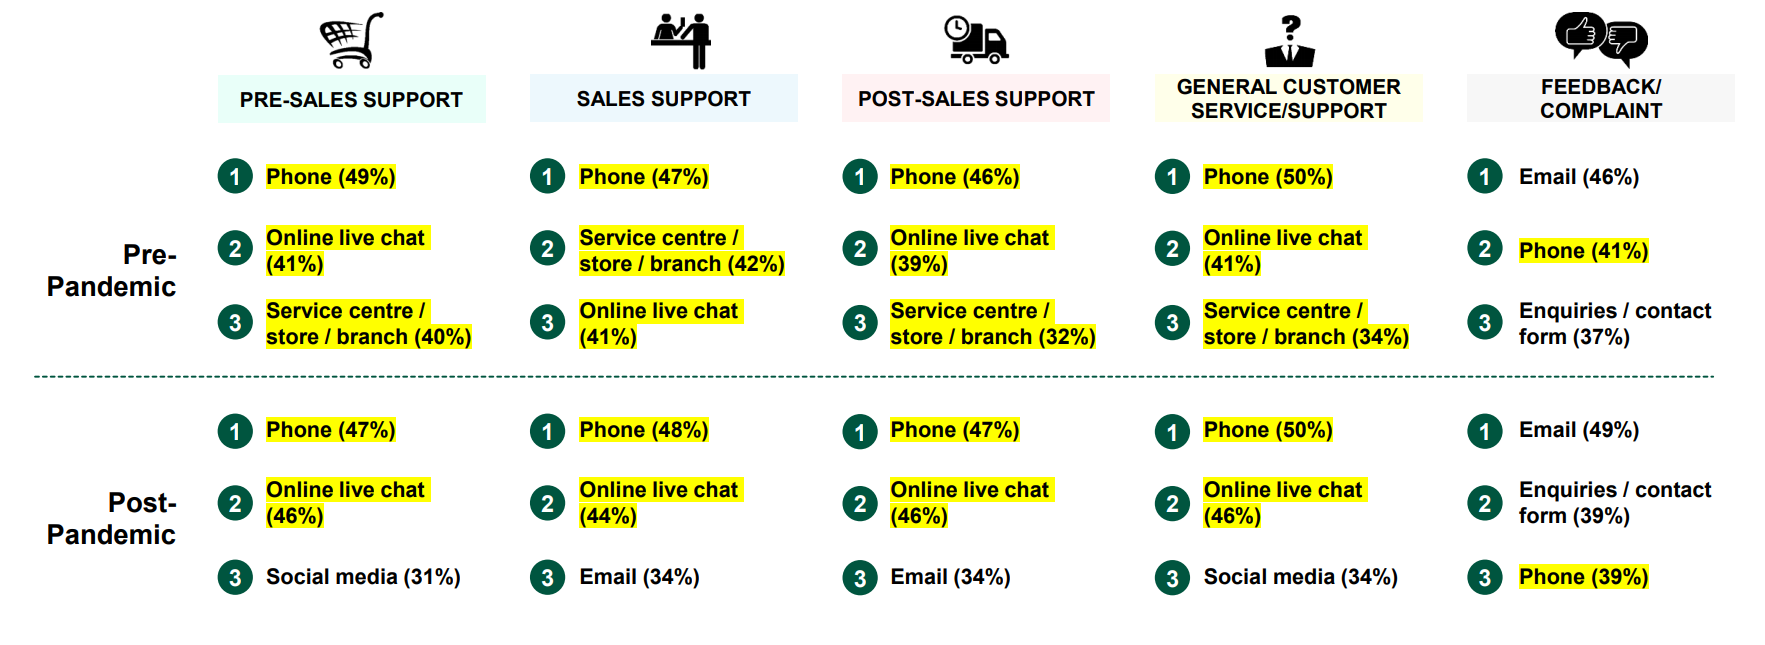 PRE-SALES SUPPORT
SALES SUPPORT
POST-SALES SUPPORT
GENERAL CUSTOMER
SERVICE/SUPPORT
FEEDBACK/
COMPLAINT
Pre-
Pandemic
1 Phone (49%)
2 Online live chat
(41%)
3 Service centre /
store / branch (40%)
1 Phone (47%)
2 Service centre /
store / branch (42%)
3 Online live chat
(41%)
1 Phone (46%)
2 Online live chat
(39%)
3 Service centre /
store / branch (32%)
1 Phone (50%)
2 Online live chat
(41%)
3 Service centre /
store / branch (34%)
1 Email (46%)
2 Phone (41%)
3 Enquiries / contact
form (37%)
Post-
Pandemic
1 Phone (47%)
2 Online live chat
(46%)
3 Social media (31%)
1 Phone (48%)
2 Online live chat
(44%)
3 Email (34%)
1 Phone (47%)
2 Online live chat
(46%)
3 Email (34%)
1 Phone (50%)
2 Online live chat
(46%)
3 Social media (34%)
1 Email (49%)
2 Enquiries / contact
form (39%)
3 Phone (39%)